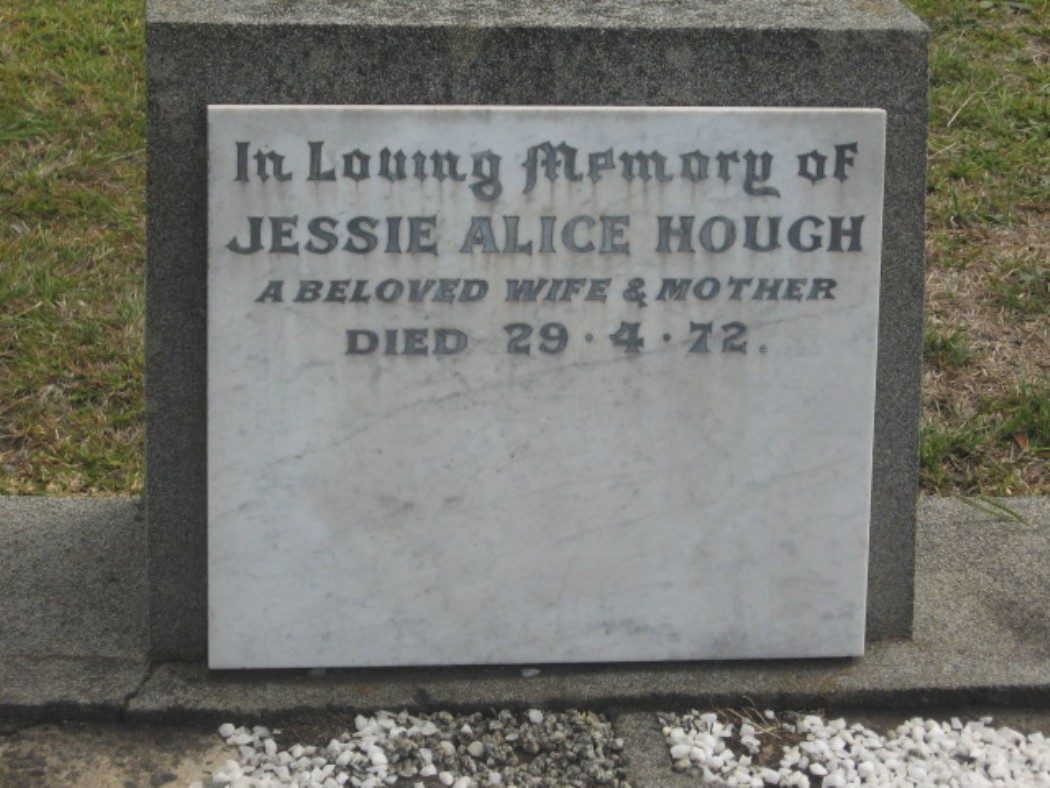 In Loving Memory of
JESSIE ALICE HOUGH
A BELOVED WIFE & MOTHER
DIED 29·4·72.